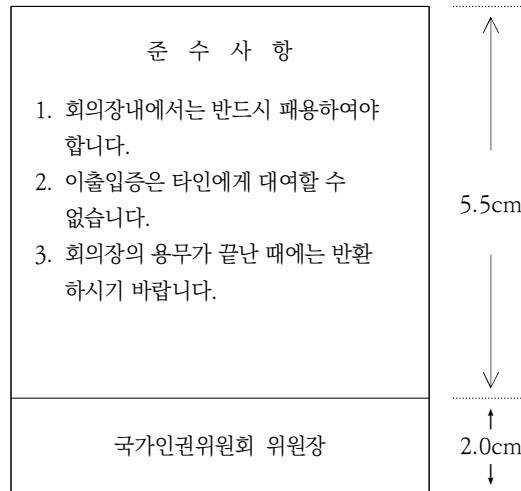 준 수 사 항
1. 회의장내에서는 반드시 패용하여야
합니다.
2. 이출입증은 타인에게 대여할 수
없습니다.
3. 회의장의 용무가 끝난 때에는 반환
하시기 바랍니다.
5.5cm
국가인권위원회 위원장
2.0cm